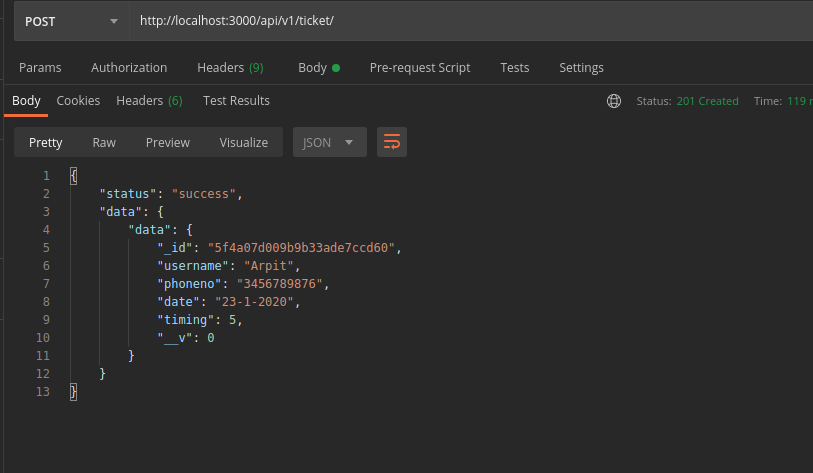 POST http://localhost:3000/api/v1/ticket/
Params Authorization Headers (9) Body Pre-request Script Tests Settings
Body Cookies Headers (6) Test Results Status: 201 Created Time: 119
Pretty Raw Preview Visualize JSON
1 {
2 "status": "success",
3 "data": {
4 "data": {
5 "_id": "5f4a07d009b9b33ade7ccd60",
6 "username": "Arpit",
7 "phoneno": "3456789876",
8 "date": "23-1-2020",
9 "timing": 5,
10 "__v": 0
11 }
12 }
13 }